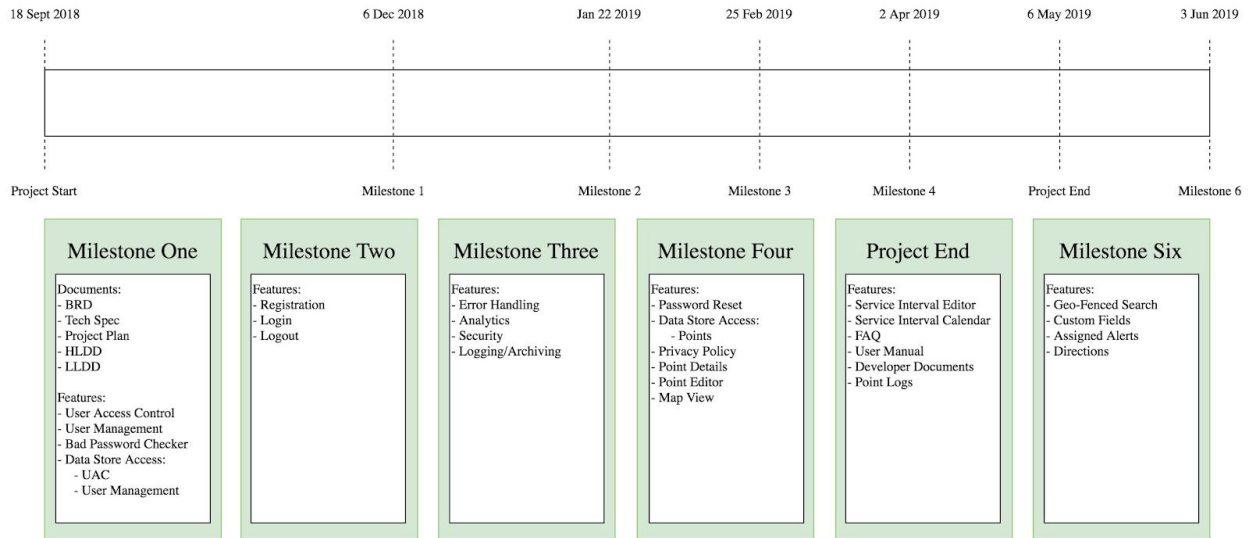 18 Sept 2018
6 Dec 2018
Jan 22 2019
25 Feb 2019
2 Apr 2019
6 May 2019
3 Jun 2019
Project Start
Milestone 1
Milestone 2
Milestone 3
Milestone 4
Project End
Milestone 6
Milestone One
Documents:
- BRD
- Tech Spec
- Project Plan
- HLDD
- LLDD
Features:
- User Access Control
- User Management
- Bad Password Checker
- Data Store Access:
- UAC
- User Management
Milestone Two
Features:
- Registration
- Login
- Logout
Milestone Three
Features:
- Error Handling
- Analytics
- Security
- Logging/Archiving
Milestone Four
Features:
- Password Reset
- Data Store Access:
- Points
- Privacy Policy
- Point Details
- Point Editor
- Map View
Project End
Features:
- Service Interval Editor
- Service Interval Calendar
- FAQ
- User Manual
- Developer Documents
- Point Logs
Milestone Six
Features:
- Geo-Fenced Search
- Custom Fields
- Assigned Alerts
- Directions